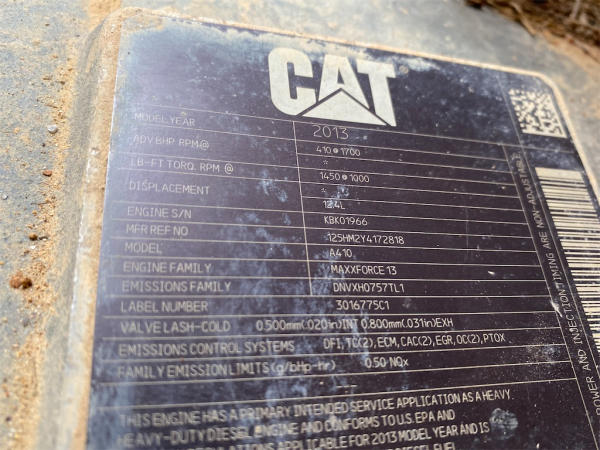 CAT
MODEL YEAR 2013
ADV BHP RPM@ 410@1700
LB-FT TORQ. RPM @ * 1450@1000
DISPLACEMENT * 12.4L
ENGINE S/N KBK01966
MFR REF NO 125HM2Y4172818
MODEL A410
ENGINE FAMILY MAXXFORCE 13
EMISSIONS FAMILY DNVXH0757TL1
LABEL NUMBER 3016775C1
VALVE LASH-COLD 0.500mm(.020in)INT 0.800mm(.031in)EXH
EMISSIONS CONTROL SYSTEMS DFI, TC(2), ECM, CAC(2), EGR, OC(2), PTOX
FAMILY EMISSION LIMITS (g/bHp-hr) 0.50 NOx
THIS ENGINE HAS A PRIMARY INTENDED SERVICE APPLICATION AS A HEAVY
HEAVY-DUTY DIESEL ENGINE AND CONFORMS TO U.S. EPA AND
REGULATIONS APPLICABLE FOR 2013 MODEL YEAR AND IS
DIESEL FUEL
POWER AND INJECTION TIMING ARE NON-ADJUSTABLE